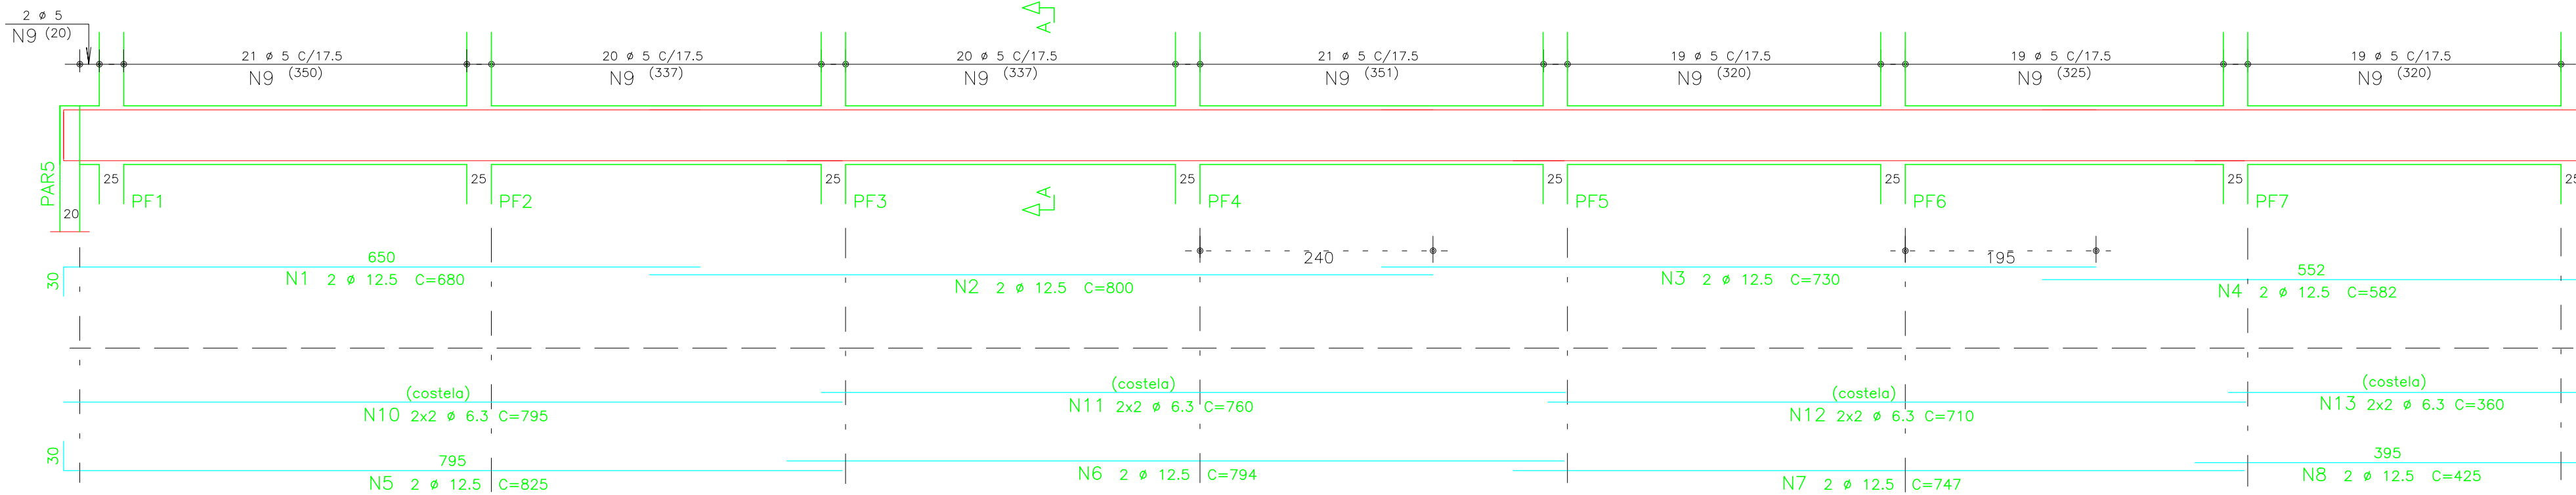 2 ø 5
N9 (20)
21 ø 5 C/17.5
N9 (350)
20 ø 5 C/17.5
N9 (337)
20 ø 5 C/17.5
N9 (337)
21 ø 5 C/17.5
N9 (351)
19 ø 5 C/17.5
N9 (320)
19 ø 5 C/17.5
N9 (325)
19 ø 5 C/17.5
N9 (320)
A
PAR5
20
25
PF1
25
PF2
25
PF3
A
25
PF4
25
PF5
25
PF6
25
PF7
25
240
195
30
650
N1 2 ø 12.5 C=680
N2 2 ø 12.5 C=800
N3 2 ø 12.5 C=730
552
N4 2 ø 12.5 C=582
(costela)
N10 2x2 ø 6.3 C=795
(costela)
N11 2x2 ø 6.3 C=760
(costela)
N12 2x2 ø 6.3 C=710
(costela)
N13 2x2 ø 6.3 C=360
30
795
N5 2 ø 12.5 C=825
N6 2 ø 12.5 C=794
N7 2 ø 12.5 C=747
395
N8 2 ø 12.5 C=425